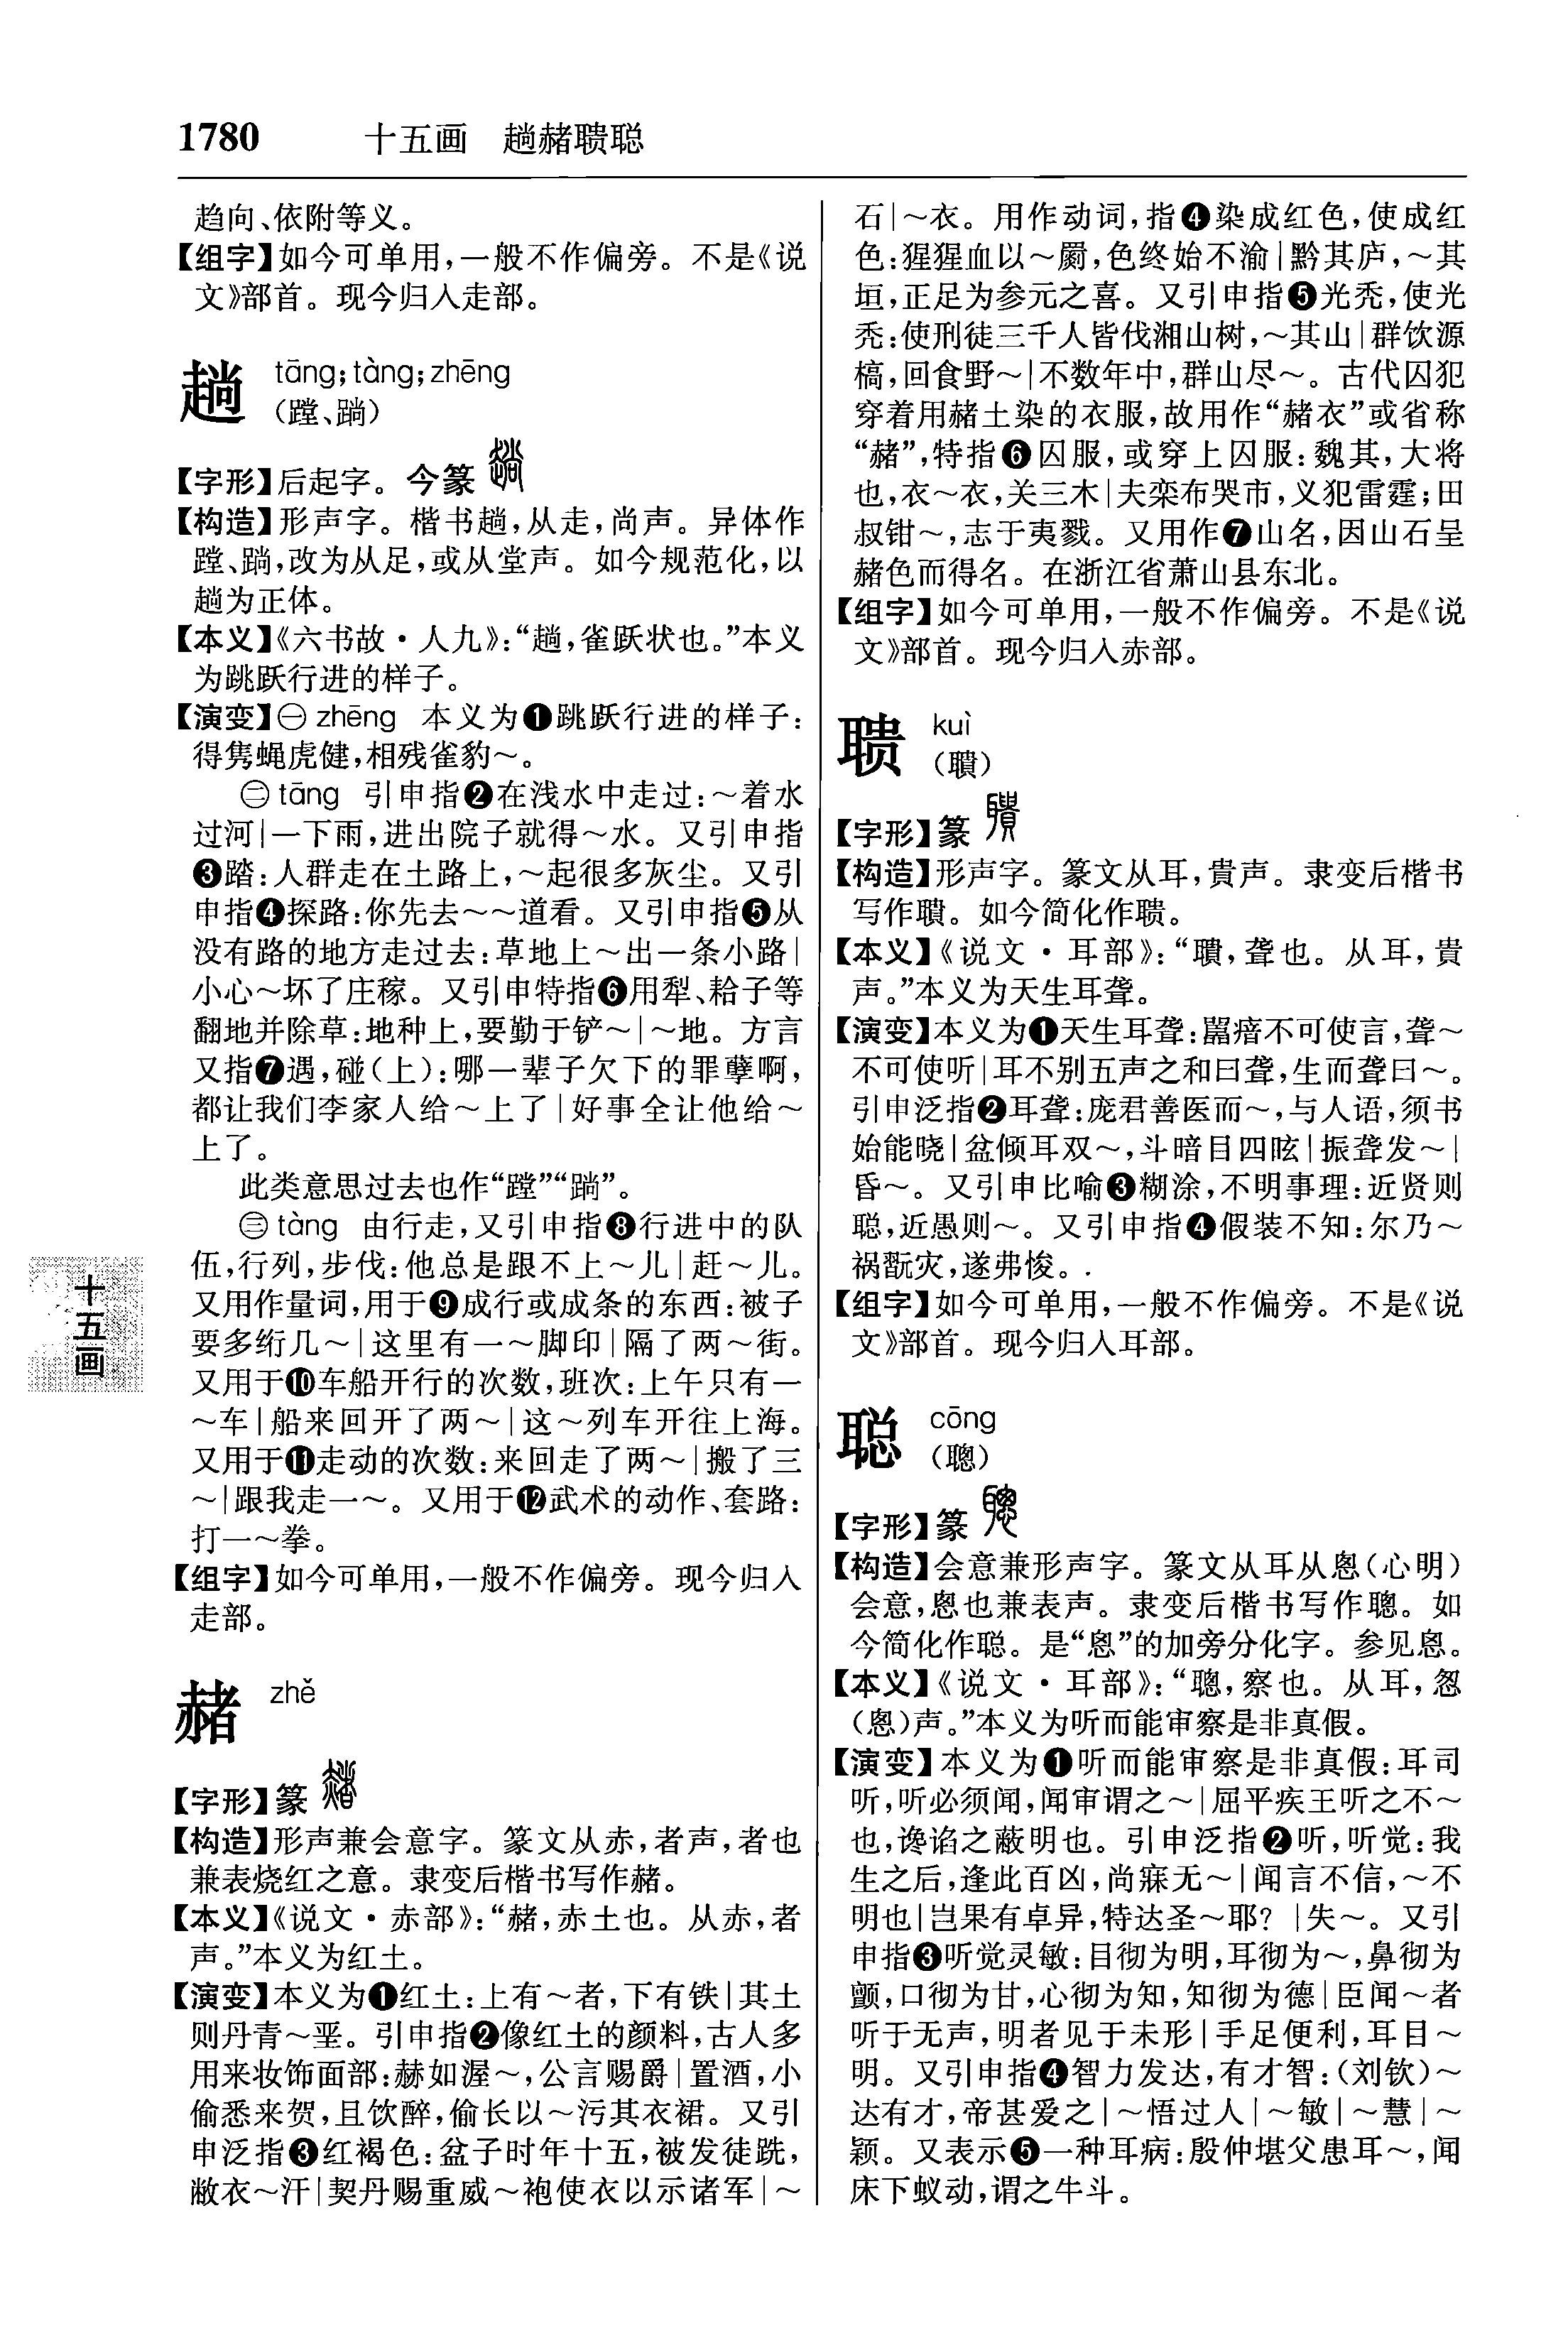 1780 十五画 趟赭聩聪
趋向、依附等义。
【组字】如今可单用，一般不作偏旁。不是《说
文》部首。现今归入走部。
趟 tāng；tàng；zhēng
（蹚、䠀）
【字形】后起字。今篆
【构造】形声字。楷书趟，从走，尚声。异体作
蹚、䠀，改为从足，或从堂声。如今规范化，以
趟为正体。
【本义】《六书故·人九》：“趟，雀跃状也。”本义
为跳跃行进的样子。
【演变】㊀zhēng 本义为❶跳跃行进的样子：
得隽蝇虎健，相残雀豹～。
㊁tāng 引申指❷在浅水中走过：～着水
过河|一下雨，进出院子就得～水。又引申指
❸踏：人群走在土路上，～起很多灰尘。又引
申指❹探路：你先去～～道看。又引申指❺从
没有路的地方走过去：草地上～出一条小路|
小心～坏了庄稼。又引申特指❻用犁、耠子等
翻地并除草：地种上，要勤于铲～|～地。方言
又指❼遇，碰（上）：哪一辈子欠下的罪孽啊，
都让我们李家人给～上了|好事全让他给～
上了。
此类意思过去也作“蹚”“䠀”。
㊂tàng 由行走，又引申指❽行进中的队
伍，行列，步伐：他总是跟不上～儿|赶～儿。
又用作量词，用于❾成行或成条的东西：被子
要多绗几～|这里有一～脚印|隔了两～街。
又用于❿车船开行的次数，班次：上午只有一
～车|船来回开了两～|这～列车开往上海。
又用于⓫走动的次数：来回走了两～|搬了三
～|跟我走一～。又用于⓬武术的动作、套路：
打一～拳。
【组字】如今可单用，一般不作偏旁。现今归入
走部。
赭 zhě
【字形】篆
【构造】形声兼会意字。篆文从赤，者声，者也
兼表烧红之意。隶变后楷书写作赭。
【本义】《说文·赤部》：“赭，赤土也。从赤，者
声。”本义为红土。
【演变】本义为❶红土：上有～者，下有铁|其土
则丹青～垩。引申指❷像红土的颜料，古人多
用来妆饰面部：赫如渥～，公言赐爵|置酒，小
偷悉来贺，且饮醉，偷长以～污其衣裾。又引
申泛指❸红褐色：盆子时年十五，被发徒跣，
敝衣～汗|契丹赐重威～袍使衣以示诸军|～
石|～衣。用作动词，指❹染成红色，使成红
色：猩猩血以～罽，色终始不渝|黔其庐，～其
垣，正足为参元之喜。又引申指❺光秃，使光
秃：使刑徒三千人皆伐湘山树，～其山|群饮源
槁，回食野～|不数年中，群山尽～。古代囚犯
穿着用赭土染的衣服，故用作“赭衣”或省称
“赭”，特指❻囚服，或穿上囚服：魏其，大将
也，衣～衣，关三木|夫栾布哭市，义犯雷霆；田
叔钳～，志于夷戮。又用作❼山名，因山石呈
赭色而得名。在浙江省萧山县东北。
【组字】如今可单用，一般不作偏旁。不是《说
文》部首。现今归入赤部。
聩 kuì
（聵）
【字形】篆
【构造】形声字。篆文从耳，貴声。隶变后楷书
写作聵。如今简化作聩。
【本义】《说文·耳部》：“聵，聋也。从耳，貴
声。”本义为天生耳聋。
【演变】本义为❶天生耳聋：嚚瘖不可使言，聋～
不可使听|耳不别五声之和曰聋，生而聋曰～。
引申泛指❷耳聋：庞君善医而～，与人语，须书
始能晓|盆倾耳双～，斗暗目四眩|振聋发～|
昏～。又引申比喻❸糊涂，不明事理：近贤则
聪，近愚则～。又引申指❹假装不知：尔乃～
祸翫灾，遂弗悛。
【组字】如今可单用，一般不作偏旁。不是《说
文》部首。现今归入耳部。
聪 cōng
（聰）
【字形】篆
【构造】会意兼形声字。篆文从耳从悤（心明）
会意，悤也兼表声。隶变后楷书写作聰。如
今简化作聪。是“悤”的加旁分化字。参见悤。
【本义】《说文·耳部》：“聰，察也。从耳，忽
（悤）声。”本义为听而能审察是非真假。
【演变】本义为❶听而能审察是非真假：耳司
听，听必须闻，闻审谓之～|屈平疾王听之不～
也，谗谄之蔽明也。引申泛指❷听，听觉：我
生之后，逢此百凶，尚寐无～|闻言不信，～不
明也|岂果有卓异，特达圣～耶？|失～。又引
申指❸听觉灵敏：目彻为明，耳彻为～，鼻彻为
颤，口彻为甘，心彻为知，知彻为德|臣闻～者
听于无声，明者见于未形|手足便利，耳目～
明。又引申指❹智力发达，有才智：（刘钦）～
达有才，帝甚爱之|～悟过人|～敏|～慧|～
颖。又表示❺一种耳病：殷仲堪父患耳～，闻
床下蚁动，谓之牛斗。
十五画